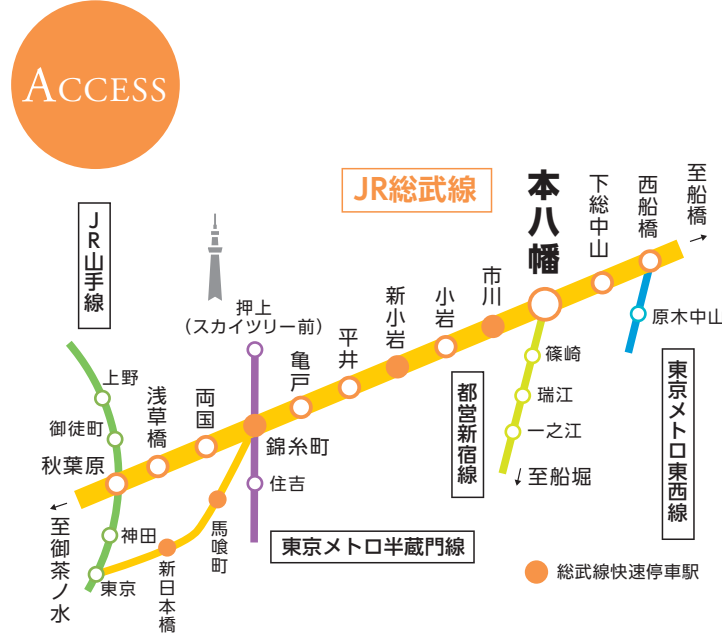 ACCESS
JR総武線
本八幡
下総中山
西船橋
至船橋
JR山手線
押上
(スカイツリー前)
市川
小岩
新小岩
平井
亀戸
錦糸町
両国
浅草橋
秋葉原
上野
御徒町
神田
東京
至御茶ノ水
新日本橋
馬喰町
住吉
東京メトロ半蔵門線
都営新宿線
篠崎
瑞江
一之江
至船堀
原木中山
東京メトロ東西線
総武線快速停車駅